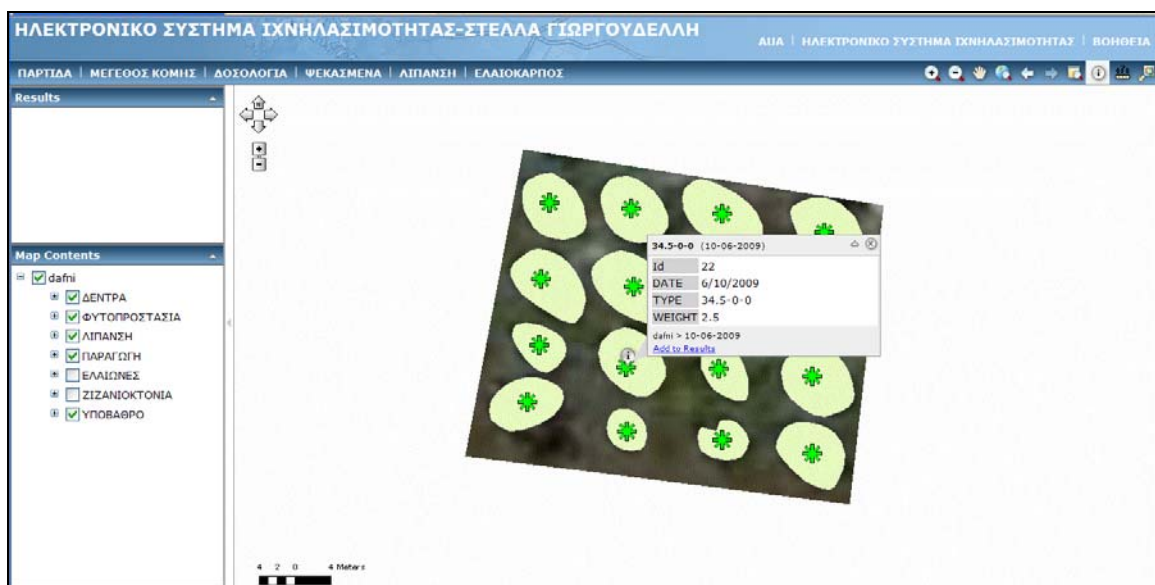 ΗΛΕΚΤΡΟΝΙΚΟ ΣΥΣΤΗΜΑ ΙΧΝΗΛΑΣΙΜΟΤΗΤΑΣ-ΣΤΕΛΛΑ ΓΙΩΡΓΟΥΔΕΛΛΗ
ΑΠΑ | ΗΛΕΚΤΡΟΝΙΚΟ ΣΥΣΤΗΜΑ ΙΧΝΗΛΑΣΙΜΟΤΗΤΑΣ | ΒΟΗΘΕΙΑ
ΠΑΡΤΙΔΑ | ΜΕΓΕΘΟΣ ΚΟΜΗΣ | ΔΟΣΟΛΟΓΙΑ | ΨΕΚΑΣΜΕΝΑ | ΛΙΠΑΝΣΗ | ΕΛΑΙΟΚΑΡΠΟΣ
Results
Map Contents
dafni
ΔΕΝΤΡΑ
ΦΥΤΟΠΡΟΣΤΑΣΙΑ
ΛΙΠΑΝΣΗ
ΠΑΡΑΓΩΓΗ
ΕΛΑΙΩΝΕΣ
ΖΙΖΑΝΙΟΚΤΟΝΙΑ
ΥΠΟΒΑΘΡΟ
34.5-0-0 (10-06-2009)
Id 22
DATE 6/10/2009
TYPE 34.5-0-0
WEIGHT 2.5
dafni > 10-06-2009
Add to Results
4 2 0 4 Meters